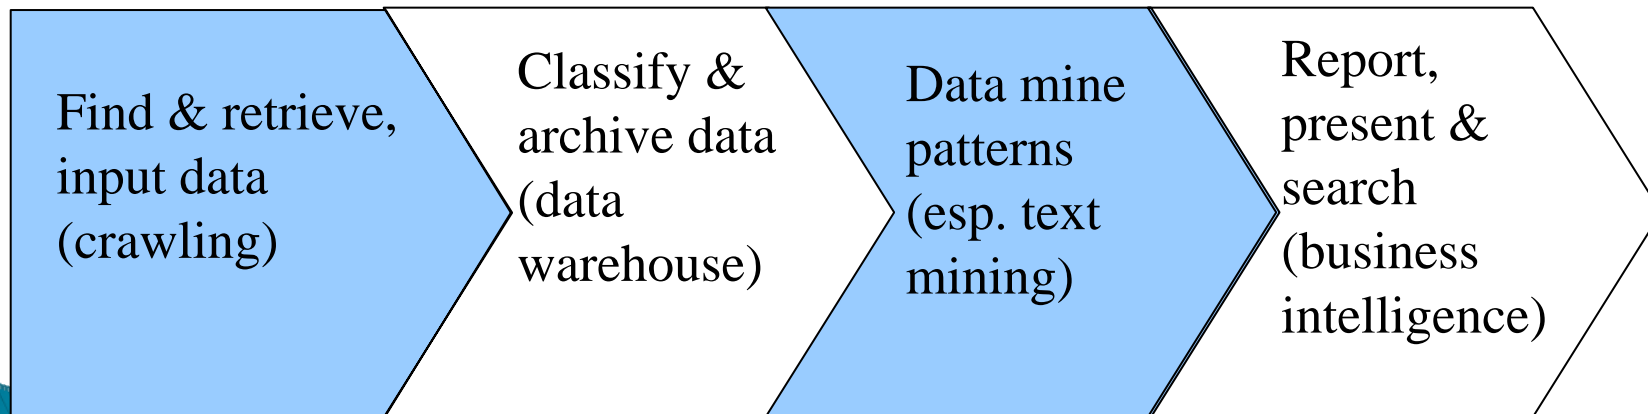 Find & retrieve,
input data
(crawling)
Classify &
archive data
(data
warehouse)
Data mine
patterns
(esp. text
mining)
Report,
present &
search
(business
intelligence)